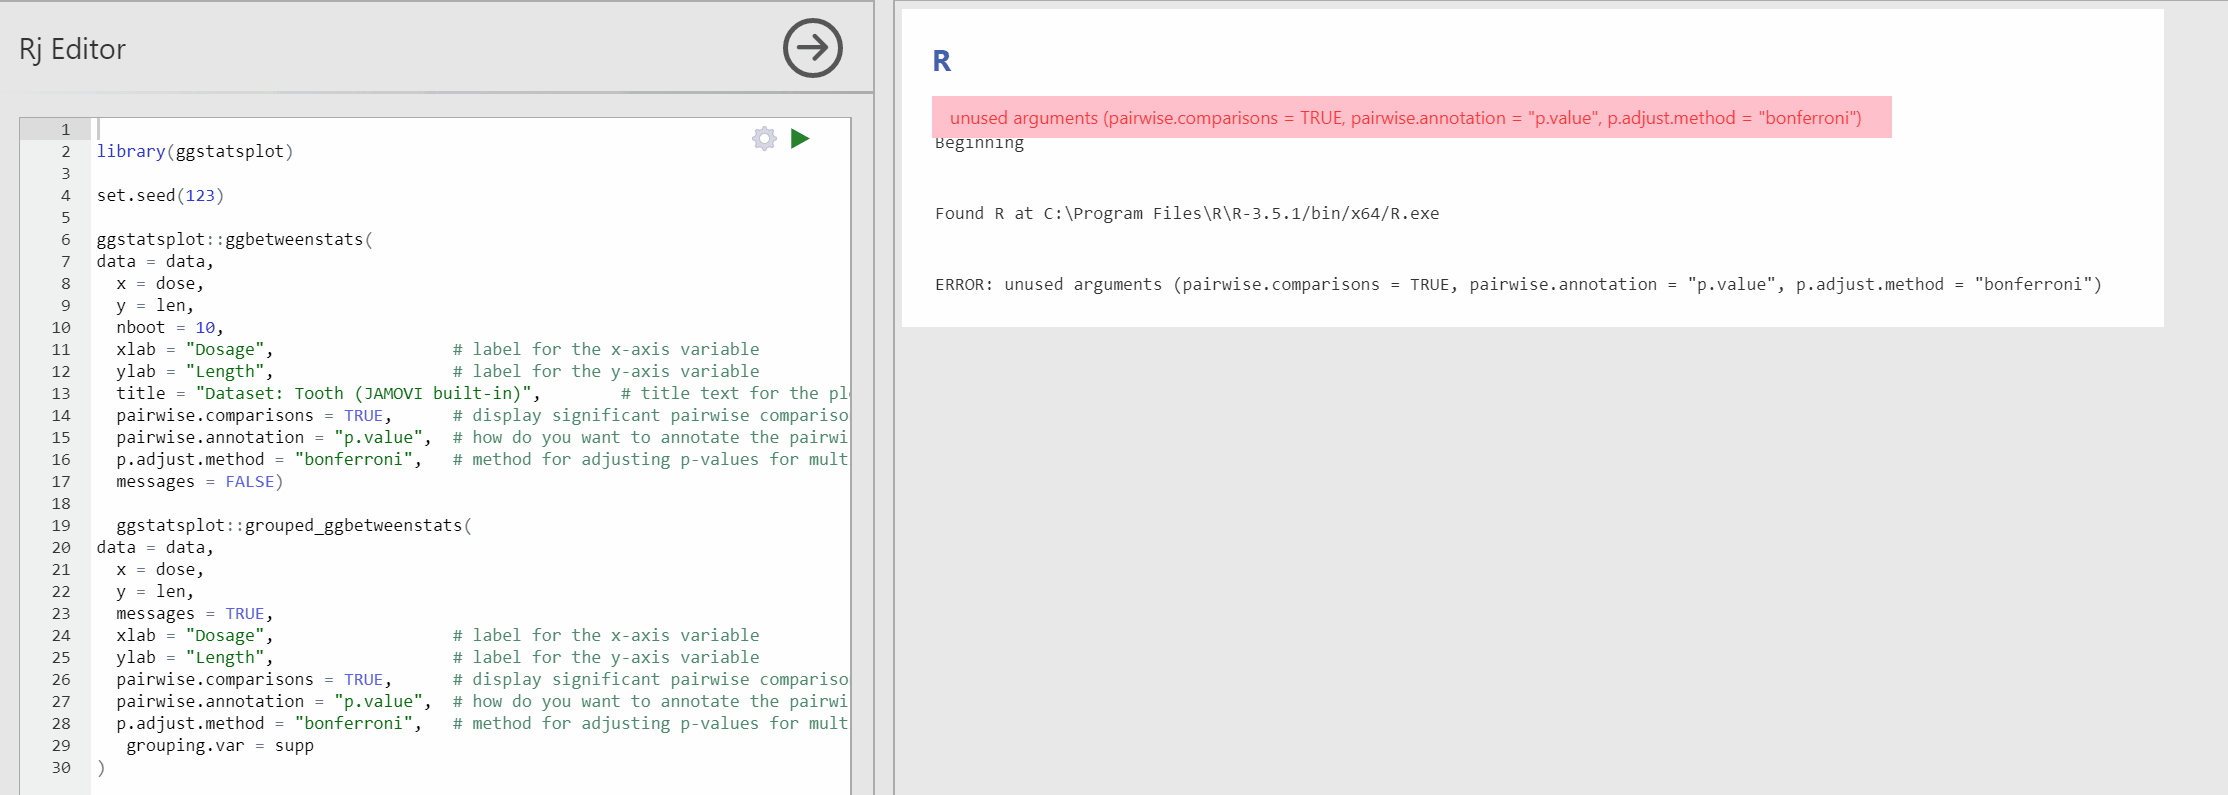 Rj Editor
1
2 library(ggstatsplot)
3
4 set.seed(123)
5
6 ggstatsplot::ggbetweenstats(
7 data = data,
8 x = dose,
9 y = len,
10 nboot = 10,
11 xlab = "Dosage", # label for the x-axis variable
12 ylab = "Length", # label for the y-axis variable
13 title = "Dataset: Tooth (JAMOVI built-in)", # title text for the pl
14 pairwise.comparisons = TRUE, # display significant pairwise compariso
15 pairwise.annotation = "p.value", # how do you want to annotate the pairwi
16 p.adjust.method = "bonferroni", # method for adjusting p-values for mult
17 messages = FALSE)
18
19 ggstatsplot::grouped_ggbetweenstats(
20 data = data,
21 x = dose,
22 y = len,
23 messages = TRUE,
24 xlab = "Dosage", # label for the x-axis variable
25 ylab = "Length", # label for the y-axis variable
26 pairwise.comparisons = TRUE, # display significant pairwise compariso
27 pairwise.annotation = "p.value", # how do you want to annotate the pairwi
28 p.adjust.method = "bonferroni", # method for adjusting p-values for mult
29 grouping.var = supp
30 )
R
unused arguments (pairwise.comparisons = TRUE, pairwise.annotation = "p.value", p.adjust.method = "bonferroni")
Beginning
Found R at C:\Program Files\R\R-3.5.1/bin/x64/R.exe
ERROR: unused arguments (pairwise.comparisons = TRUE, pairwise.annotation = "p.value", p.adjust.method = "bonferroni")